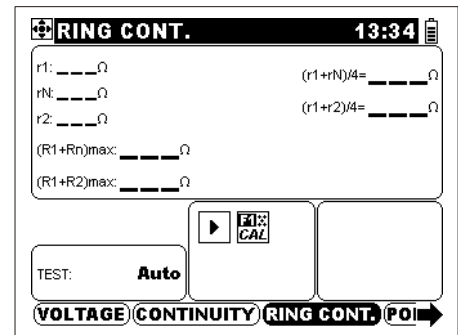 RING CONT. 13:34
r1: ___Ω
rN: ___Ω
r2: ___Ω
(R1+Rn)max: ___Ω
(R1+R2)max: ___Ω
(r1+rN)/4= ___Ω
(r1+r2)/4= ___Ω
F1
CAL
TEST: Auto
VOLTAGE CONTINUITY RING CONT.